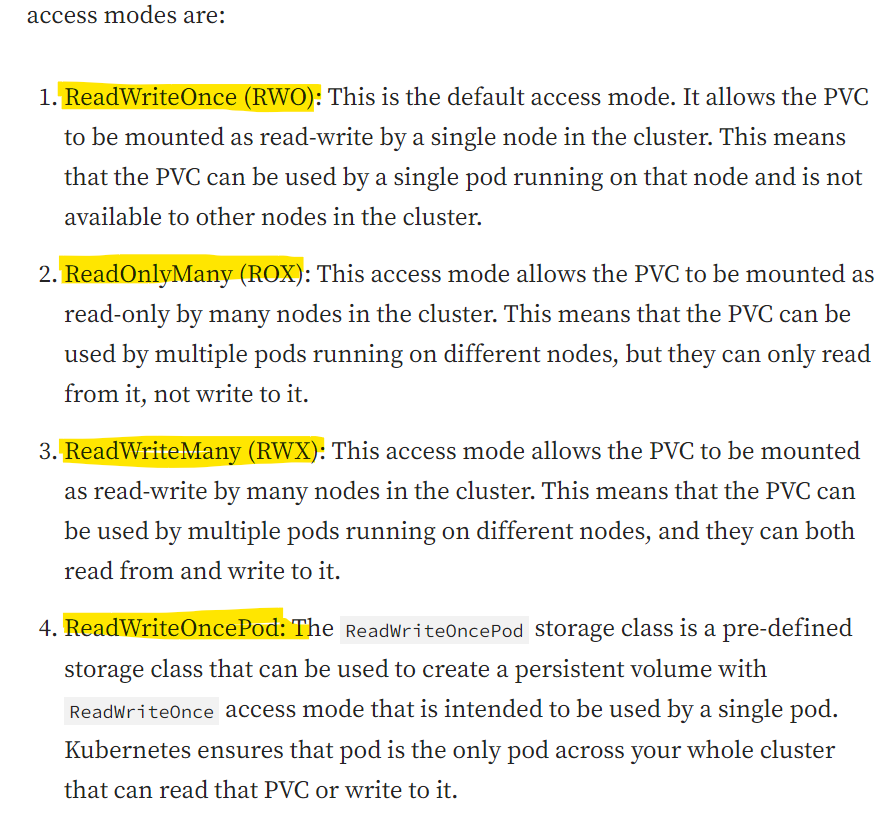 access modes are:
1. ReadWriteOnce (RWO): This is the default access mode. It allows the PVC
to be mounted as read-write by a single node in the cluster. This means
that the PVC can be used by a single pod running on that node and is not
available to other nodes in the cluster.
2. ReadOnlyMany (ROX): This access mode allows the PVC to be mounted as
read-only by many nodes in the cluster. This means that the PVC can be
used by multiple pods running on different nodes, but they can only read
from it, not write to it.
3. ReadWriteMany (RWX): This access mode allows the PVC to be mounted
as read-write by many nodes in the cluster. This means that the PVC can
be used by multiple pods running on different nodes, and they can both
read from and write to it.
4. ReadWriteOncePod: The ReadWriteOncePod storage class is a pre-defined
storage class that can be used to create a persistent volume with
ReadWriteOnce access mode that is intended to be used by a single pod.
Kubernetes ensures that pod is the only pod across your whole cluster
that can read that PVC or write to it.